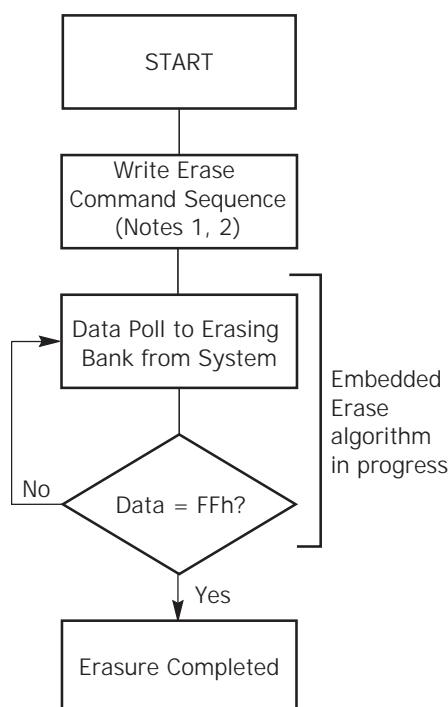 START
Write Erase
Command Sequence
(Notes 1, 2)
Data Poll to Erasing
Bank from System
Embedded
Erase
algorithm
in progress
No
Data = FFh?
Yes
Erasure Completed